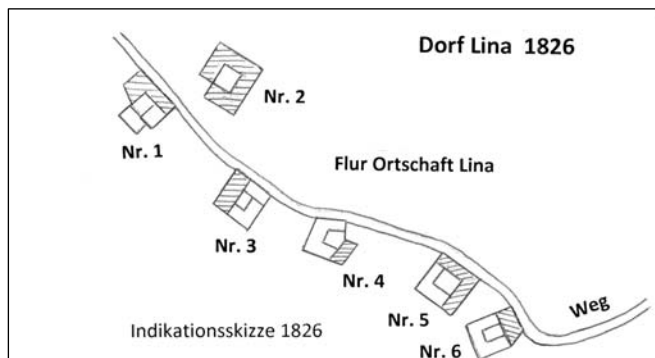 Dorf Lina 1826
Nr. 2
Nr. 1
Flur Ortschaft Lina
Nr. 3
Nr. 4
Nr. 5
Weg
Indikationsskizze 1826
Nr. 6